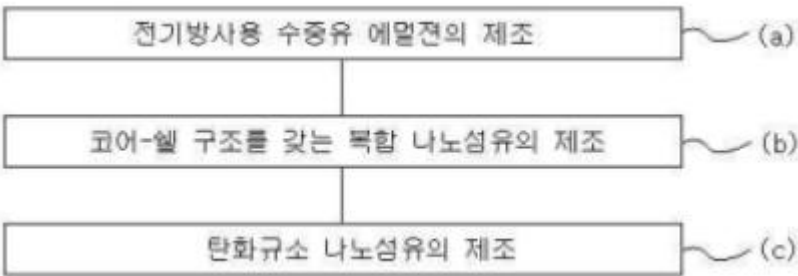 전기방사용 수중유 에멀젼의 제조 (a)
코어-쉘 구조를 갖는 복합 나노섬유의 제조 (b)
탄화규소 나노섬유의 제조 (c)